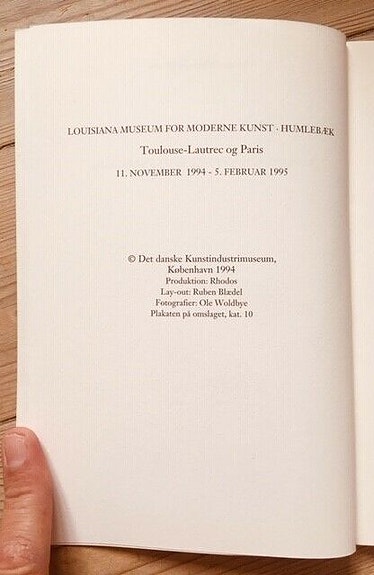 LOUISIANA MUSEUM FOR MODERNE KUNST · HUMLEBÆK
Toulouse-Lautrec og Paris
11. NOVEMBER 1994 - 5. FEBRUAR 1995
© Det danske Kunstindustrimuseum,
København 1994
Produktion: Rhodos
Lay-out: Ruben Blædel
Fotografier: Ole Woldbye
Plakaten på omslaget, kat. 10